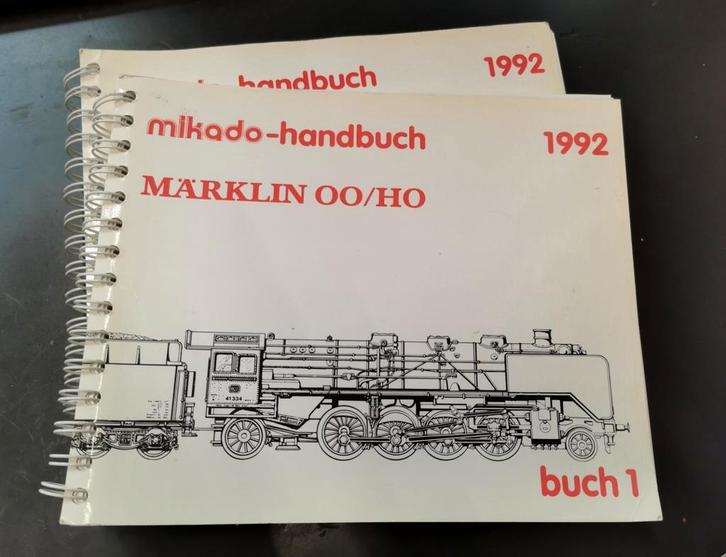 handbuch 1992
mikado-handbuch 1992
MÄRKLIN OO/HO
41 334
buch 1